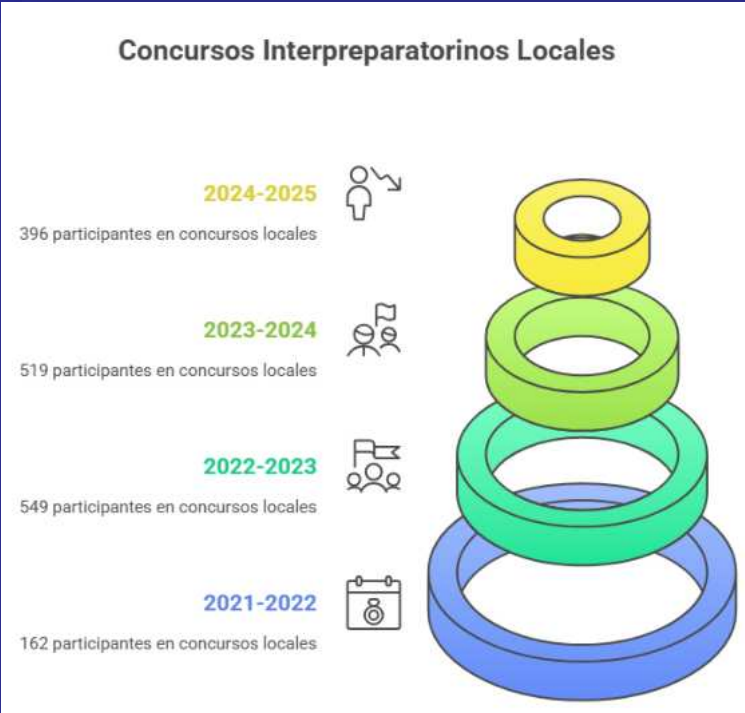 Concursos Interpreparatorinos Locales
2024-2025
396 participantes en concursos locales
2023-2024
519 participantes en concursos locales
2022-2023
549 participantes en concursos locales
2021-2022
162 participantes en concursos locales